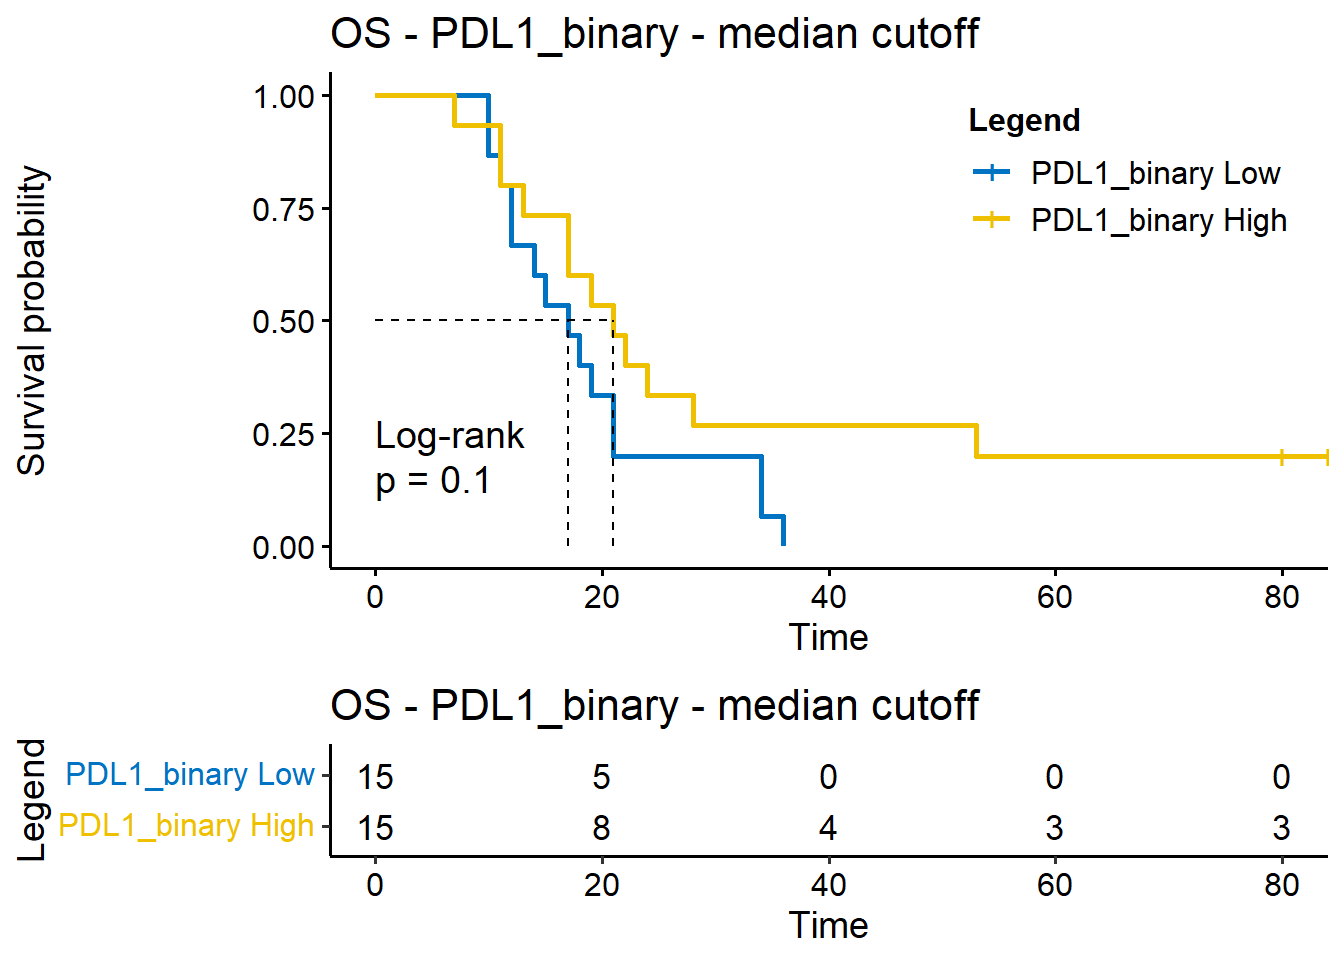 OS - PDL1_binary - median cutoff
Survival probability
1.00
0.75
0.50
0.25
0.00
Legend
PDL1_binary Low
PDL1_binary High
Log-rank
p = 0.1
0 20 40 60 80
Time
OS - PDL1_binary - median cutoff
Legend
PDL1_binary Low 15 5 0 0 0
PDL1_binary High 15 8 4 3 3
0 20 40 60 80
Time